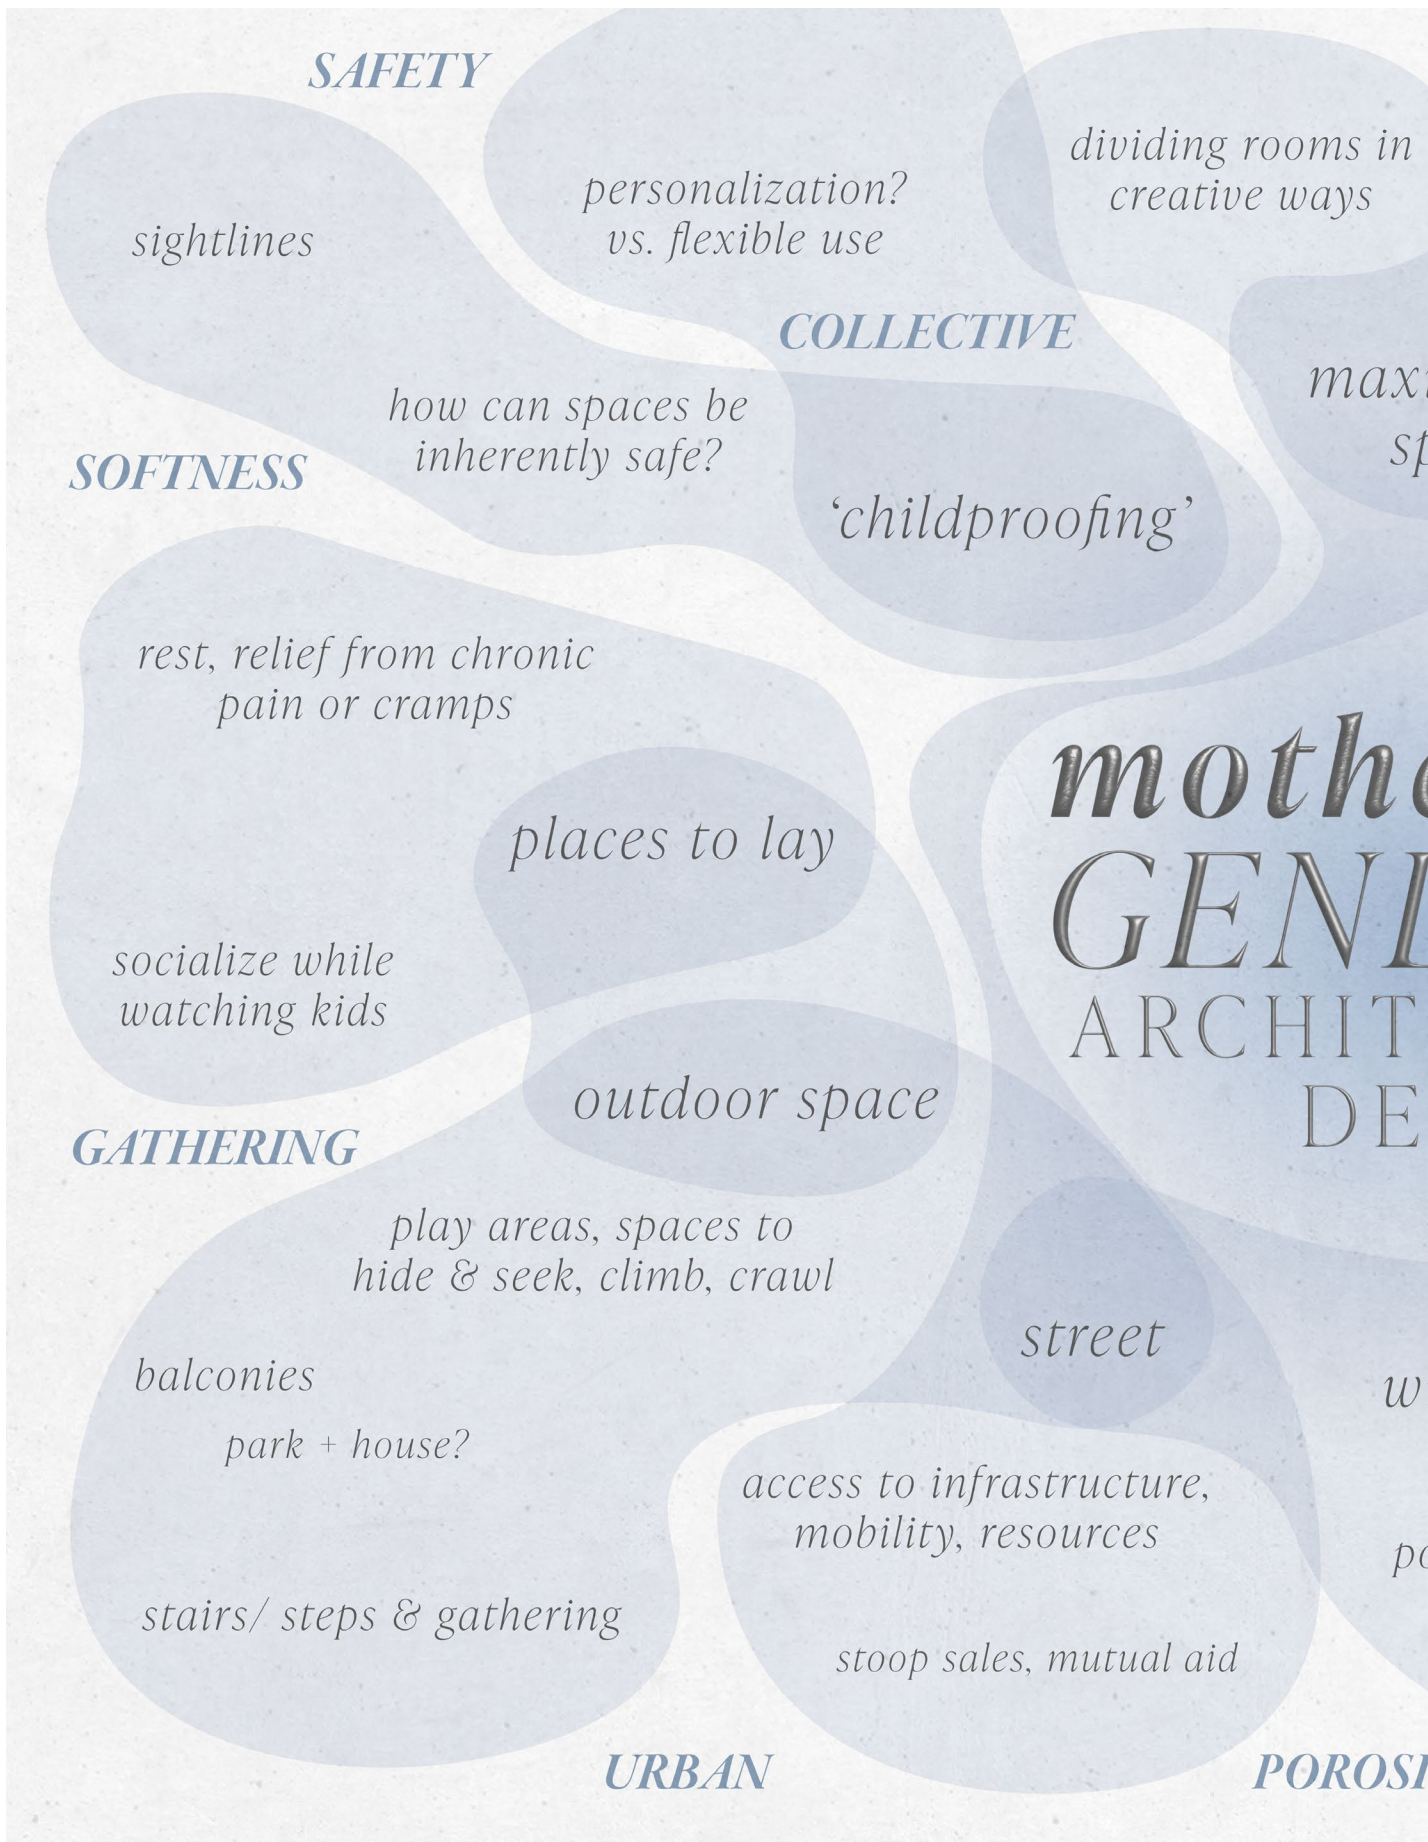 SAFETY
dividing rooms in
creative ways
personalization?
vs. flexible use
sightlines
COLLECTIVE
how can spaces be
inherently safe?
SOFTNESS
'childproofing'
rest, relief from chronic
pain or cramps
places to lay
socialize while
watching kids
outdoor space
GATHERING
play areas, spaces to
hide & seek, climb, crawl
street
balconies
park + house?
access to infrastructure,
mobility, resources
stairs/ steps & gathering
stoop sales, mutual aid
URBAN